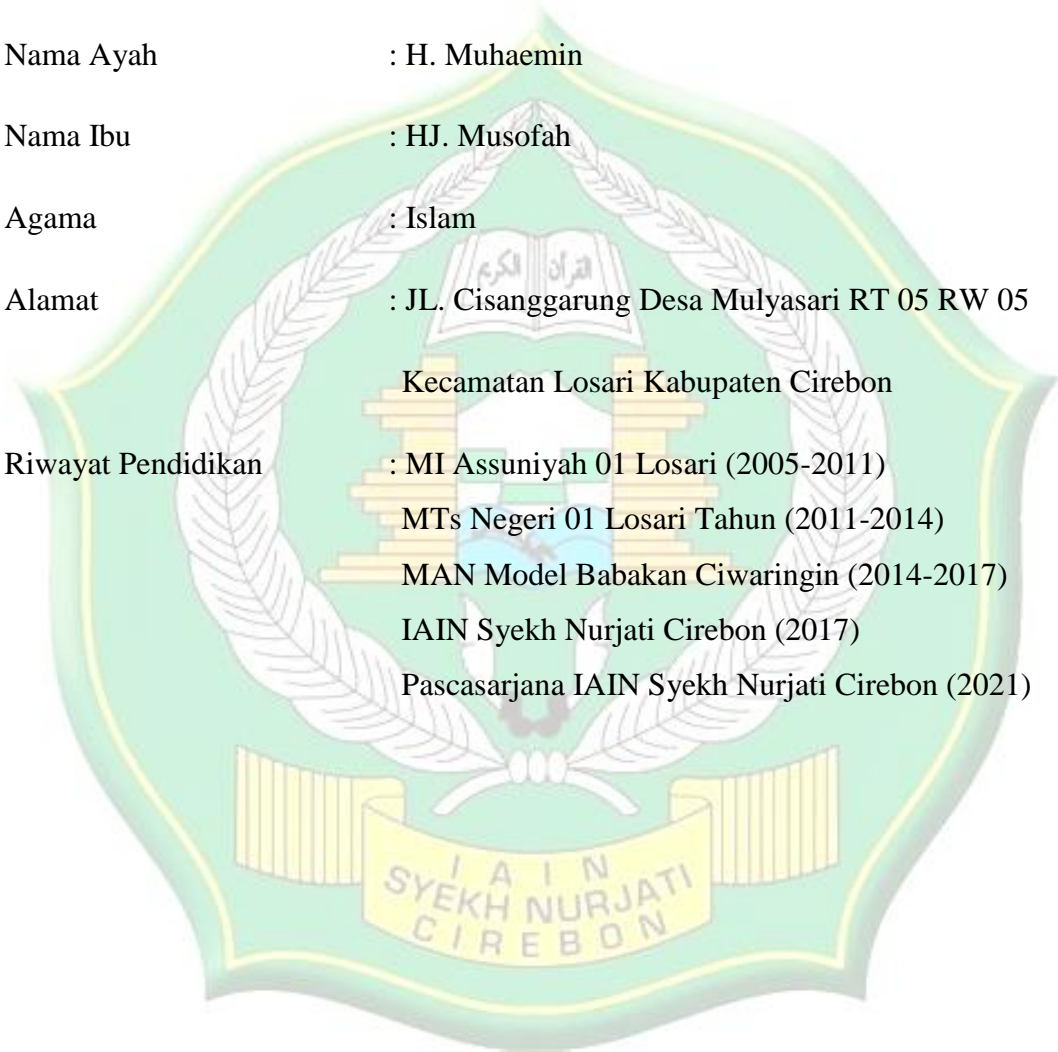 Nama Ayah : H. Muhaemin
Nama Ibu : HJ. Musofah
Agama : Islam
القرآن الكريم
Alamat : JL. Cisanggarung Desa Mulyasari RT 05 RW 05
Kecamatan Losari Kabupaten Cirebon
Riwayat Pendidikan : MI Assuniyah 01 Losari (2005-2011)
MTs Negeri 01 Losari Tahun (2011-2014)
MAN Model Babakan Ciwaringin (2014-2017)
IAIN Syekh Nurjati Cirebon (2017)
Pascasarjana IAIN Syekh Nurjati Cirebon (2021)
IAIN
SYEKH NURJATI
CIREBON